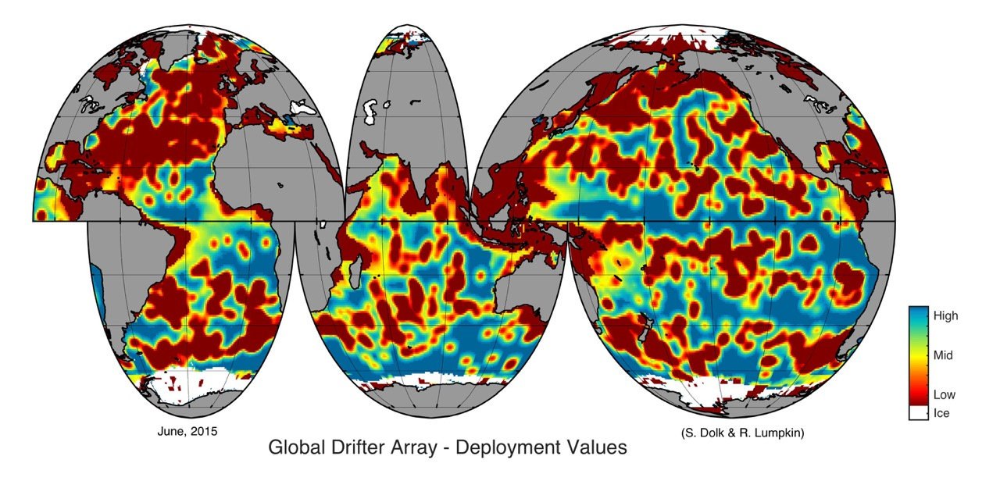 High
Mid
Low
Ice
June, 2015
(S. Dolk & R. Lumpkin)
Global Drifter Array - Deployment Values